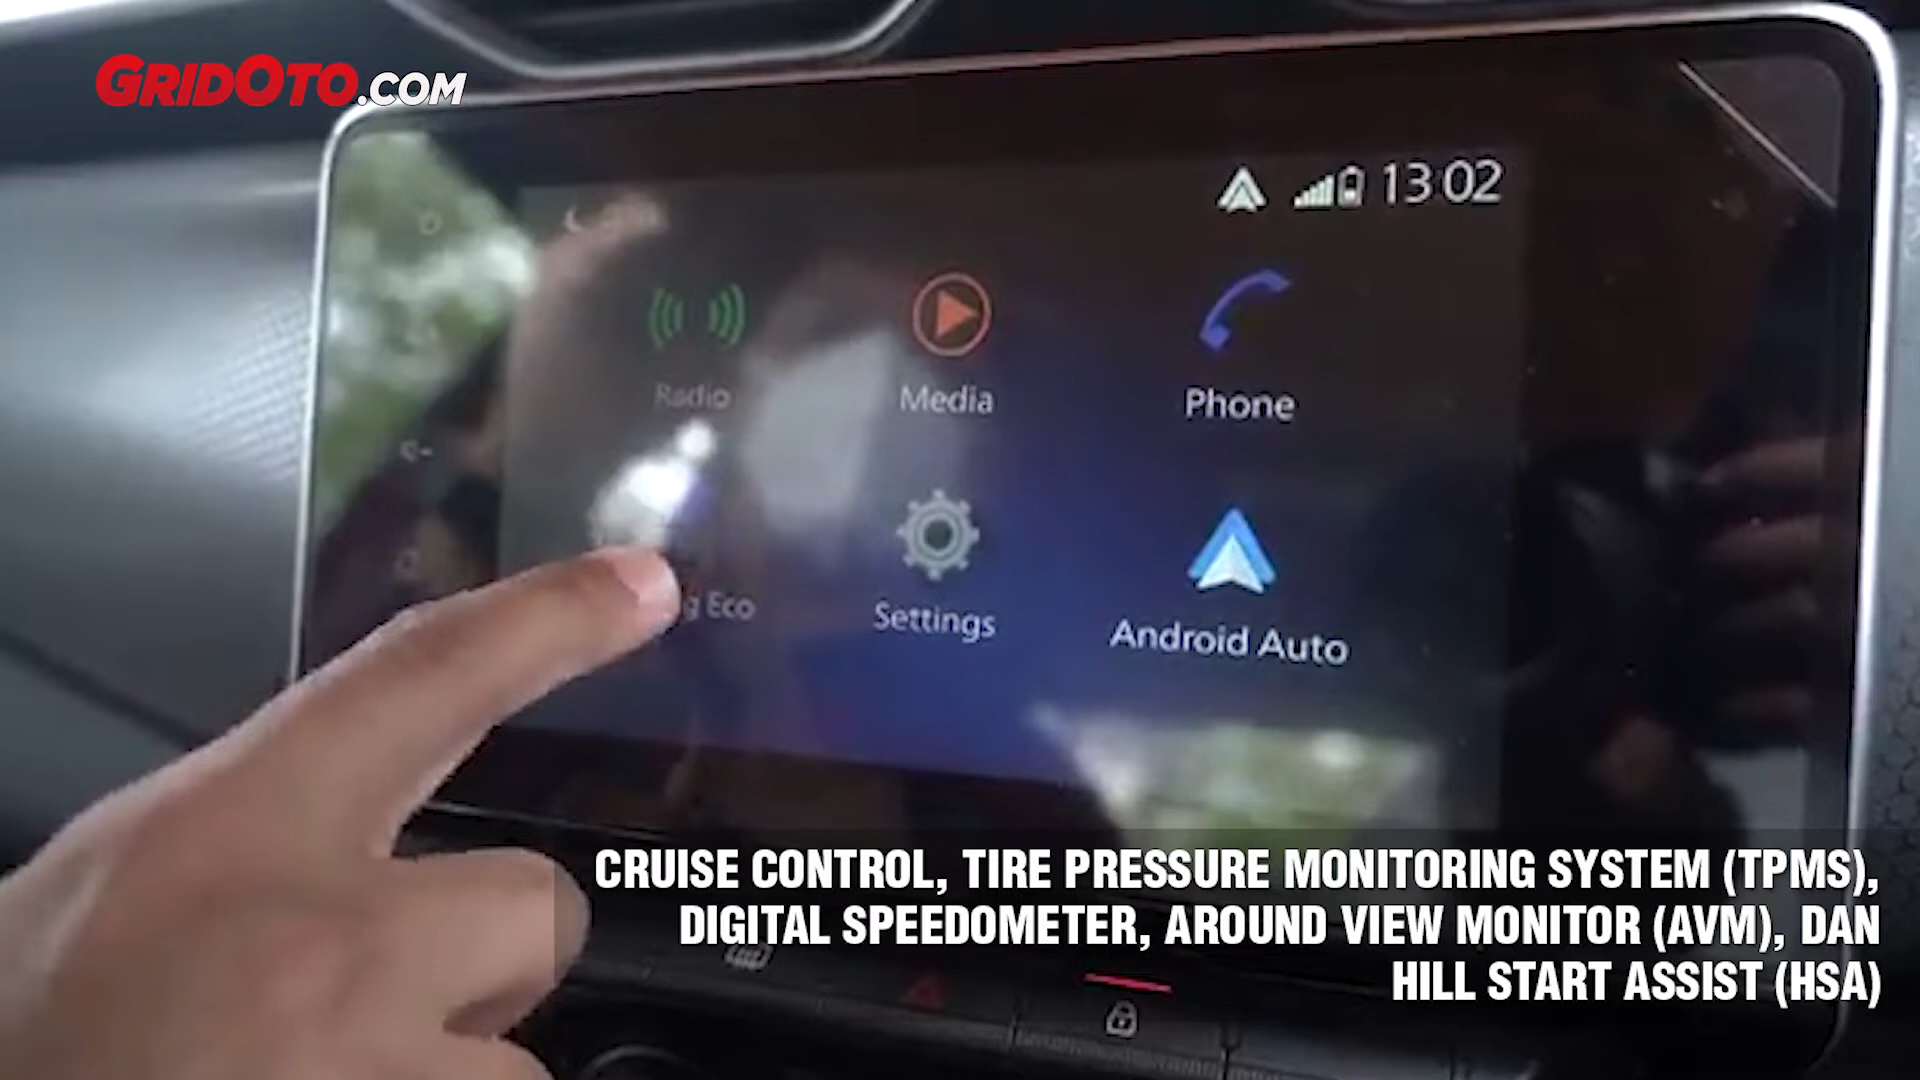 GRIDOTO.COM
13:02
Radio
Media
Phone
g Eco
Settings
Android Auto
CRUISE CONTROL, TIRE PRESSURE MONITORING SYSTEM (TPMS),
DIGITAL SPEEDOMETER, AROUND VIEW MONITOR (AVM), DAN
HILL START ASSIST (HSA)